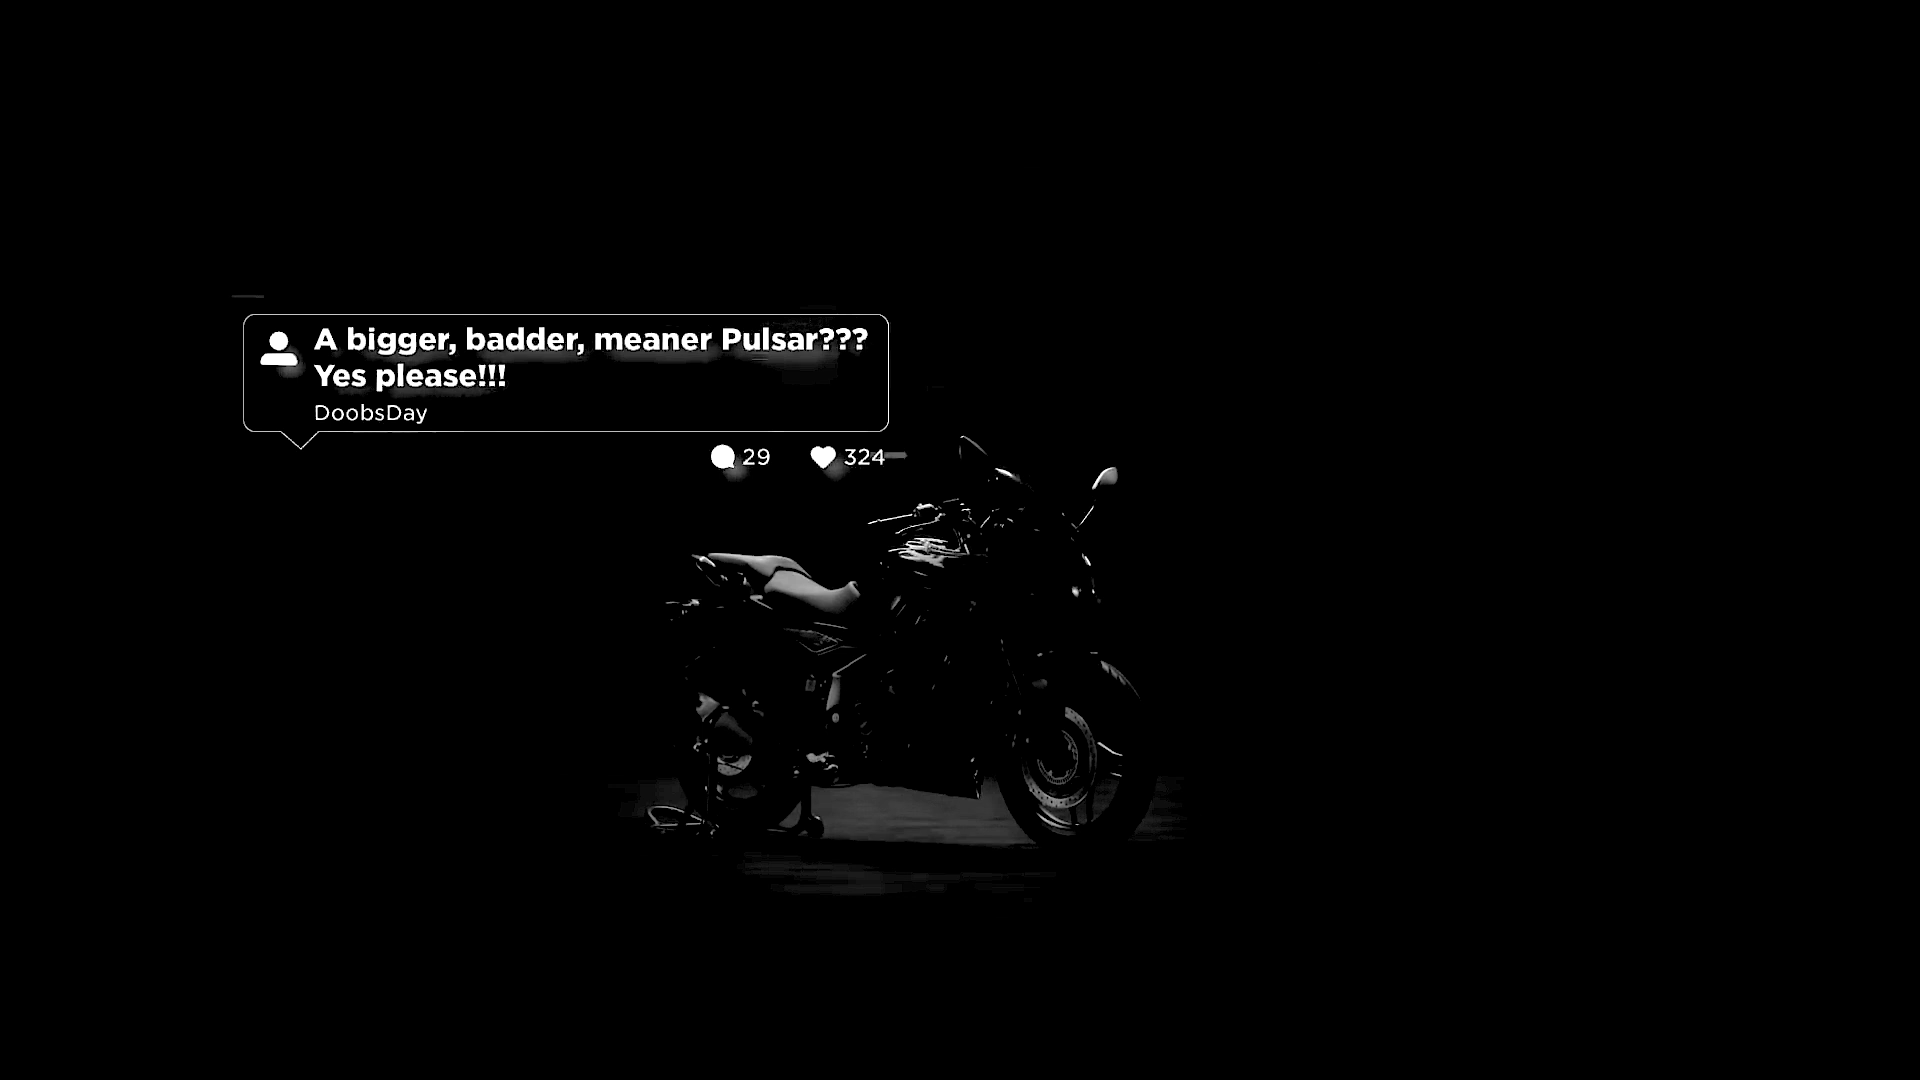 A bigger, badder, meaner Pulsar???
Yes please!!!
DoobsDay
29 324